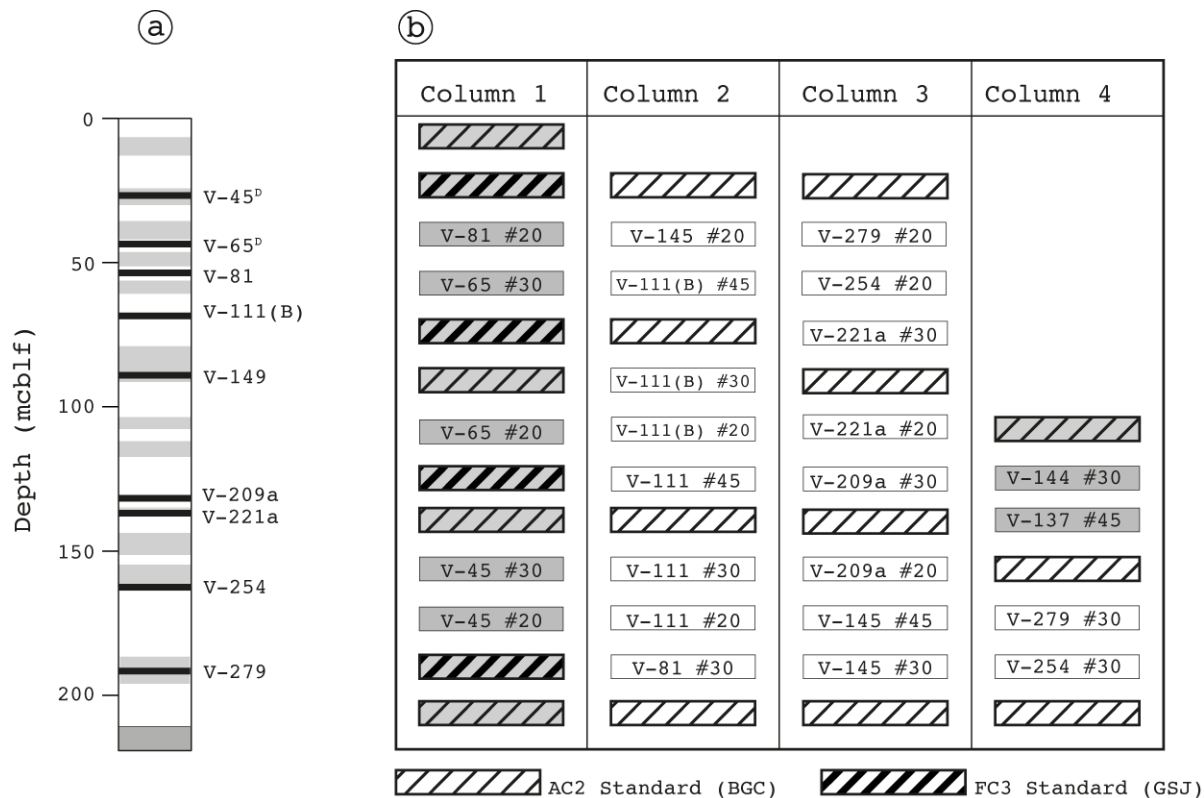 a
b
0
50
100
150
200
Depth (mcblf)
V-45ᴰ
V-65ᴰ
V-81
V-111(B)
V-149
V-209a
V-221a
V-254
V-279
Column 1
V-81 #20
V-65 #30
V-65 #20
V-45 #30
V-45 #20
Column 2
V-145 #20
V-111(B) #45
V-111(B) #30
V-111(B) #20
V-111 #45
V-111 #30
V-111 #20
V-81 #30
Column 3
V-279 #20
V-254 #20
V-221a #30
V-221a #20
V-209a #30
V-209a #20
V-145 #45
V-145 #30
Column 4
V-144 #30
V-137 #45
V-279 #30
V-254 #30
AC2 Standard (BGC)
FC3 Standard (GSJ)